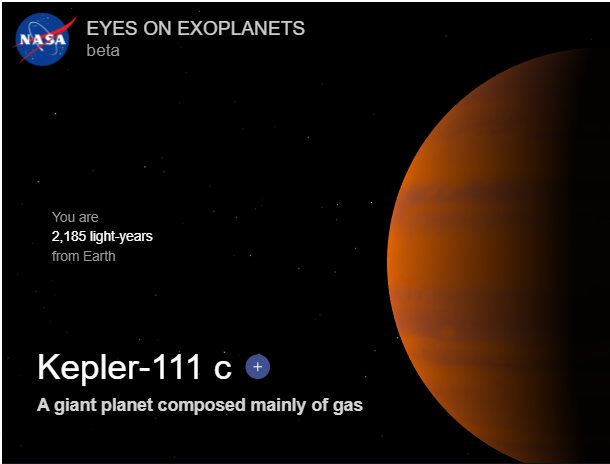 NASA
EYES ON EXOPLANETS
beta
You are
2,185 light-years
from Earth
Kepler-111 c +
A giant planet composed mainly of gas